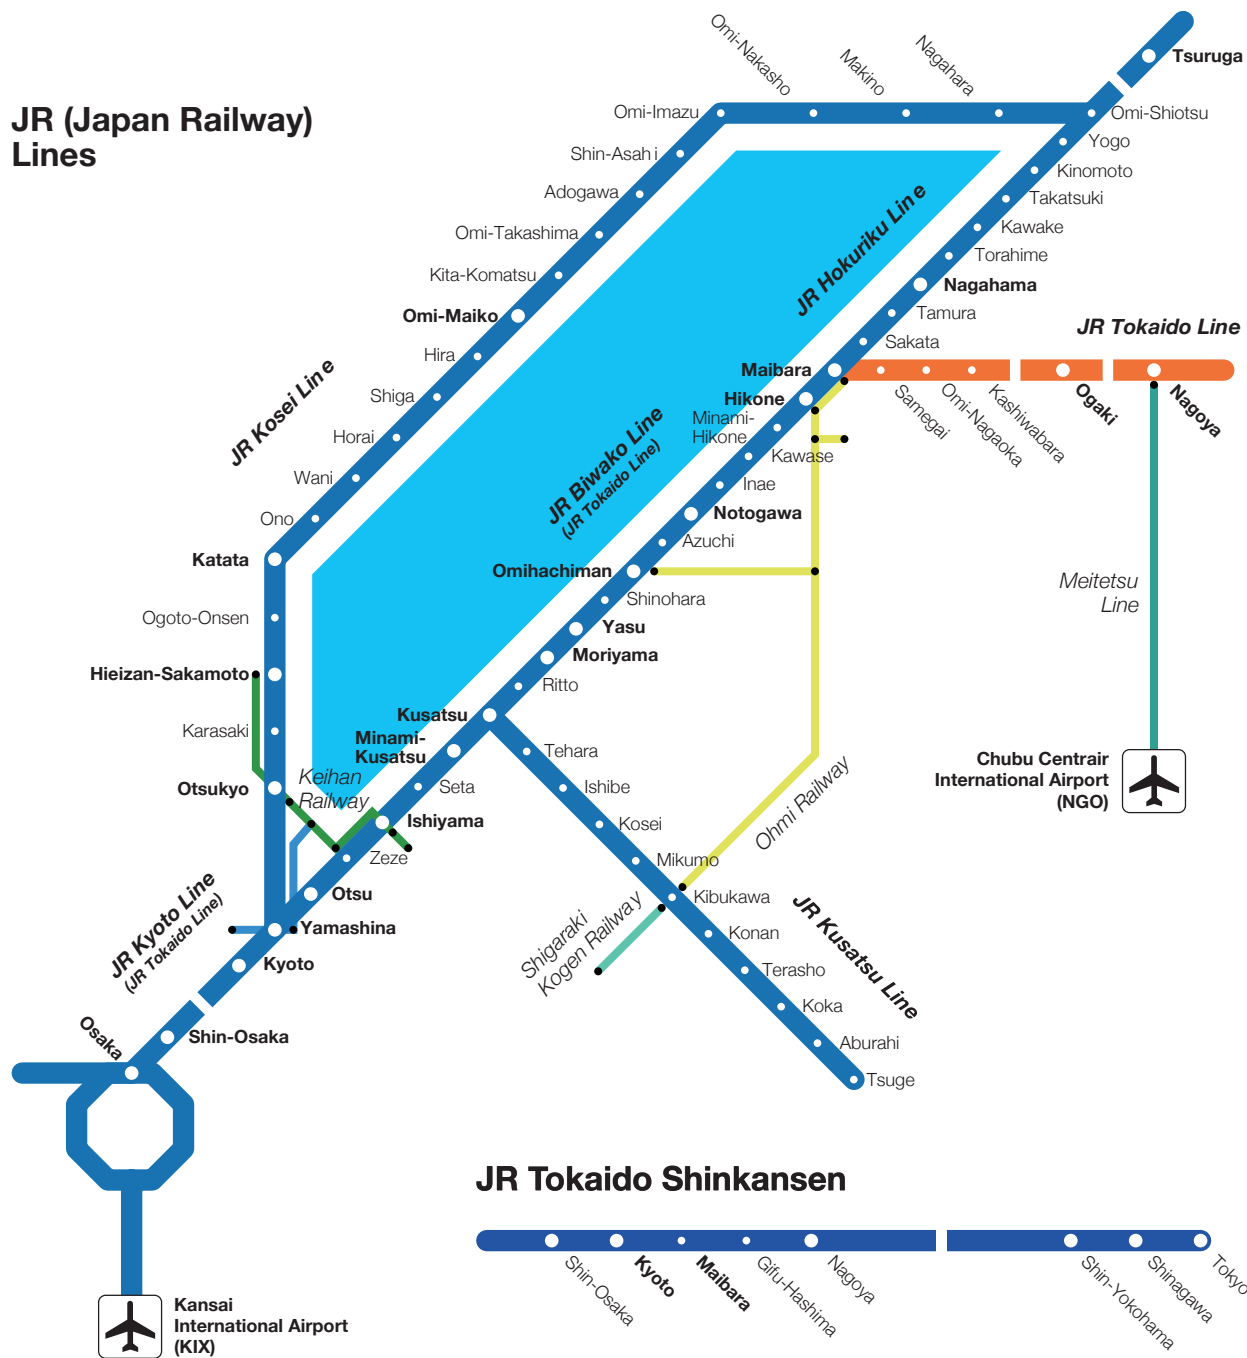 JR (Japan Railway)
Lines
Tsuruga
Omi-Nakasho
Makino
Nagahara
Omi-Imazu
Omi-Shiotsu
Shin-Asahi
Yogo
Adogawa
Kinomoto
Omi-Takashima
Takatsuki
Kita-Komatsu
Kawake
Omi-Maiko
Torahime
Hira
Nagahama
Shiga
Tamura
Horai
Sakata
Wani
Ono
JR Kosei Line
JR Hokuriku Line
JR Tokaido Line
Maibara
Samegai
Omi-Nagaoka
Kashiwabara
Ogaki
Nagoya
Hikone
Minami-
Hikone
Kawase
JR Biwako Line
(JR Tokaido Line)
Inae
Notogawa
Azuchi
Katata
Omihachiman
Shinohara
Meitetsu
Line
Ogoto-Onsen
Yasu
Moriyama
Hieizan-Sakamoto
Ritto
Karasaki
Kusatsu
Minami-
Kusatsu
Tehara
Chubu Centrair
International Airport
(NGO)
Otsukyo
Keihan
Railway
Seta
Ishibe
Ishiyama
Kosei
Ohmi Railway
Zeze
Mikumo
Otsu
Kibukawa
JR Kyoto Line
(JR Tokaido Line)
Yamashina
Shigaraki
Kogen Railway
Konan
JR Kusatsu Line
Kyoto
Terasho
Koka
Osaka
Shin-Osaka
Aburahi
Tsuge
JR Tokaido Shinkansen
Shin-Osaka
Kyoto
Maibara
Gifu-Hashima
Nagoya
Shin-Yokohama
Shinagawa
Tokyo
Kansai
International Airport
(KIX)